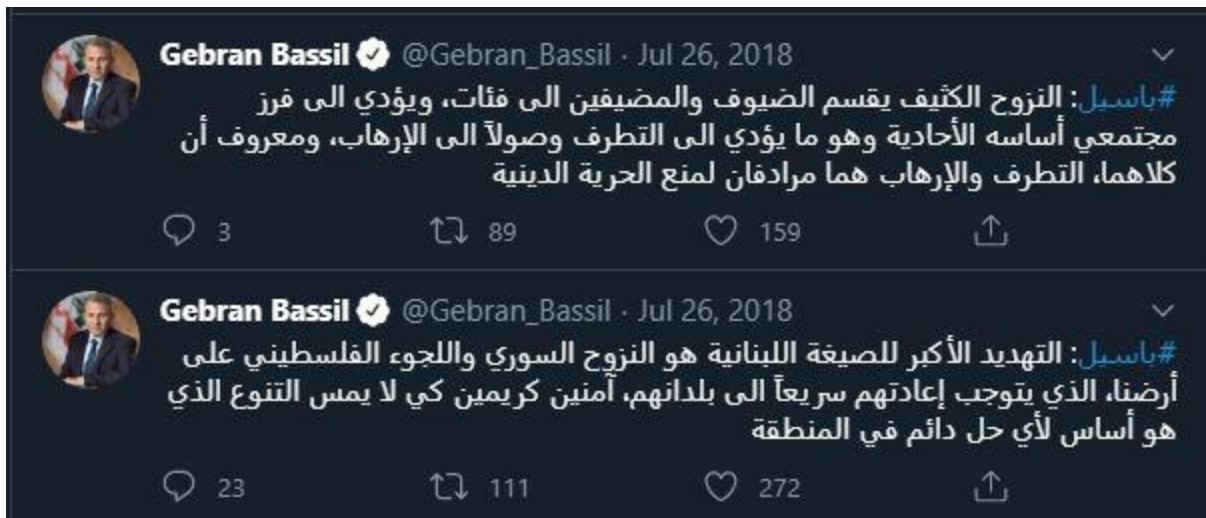 Gebran Bassil @Gebran_Bassil · Jul 26, 2018
#باسيل: النزوح الكثيف يقسم الضيوف والمضيفين الى فئات، ويؤدي الى فرز
مجتمعي أساسه الأحادية وهو ما يؤدي الى التطرف وصولاً الى الإرهاب، ومعروف أن
كلاهما، التطرف والإرهاب هما مرادفان لمنع الحرية الدينية
3 89 159
Gebran Bassil @Gebran_Bassil · Jul 26, 2018
#باسيل: التهديد الأكبر للصيغة اللبنانية هو النزوح السوري واللجوء الفلسطيني على
أرضنا، الذي يتوجب إعادتهم سريعاً الى بلدانهم، آمنين كريمين كي لا يمس التنوع الذي
هو أساس لأي حل دائم في المنطقة
23 111 272